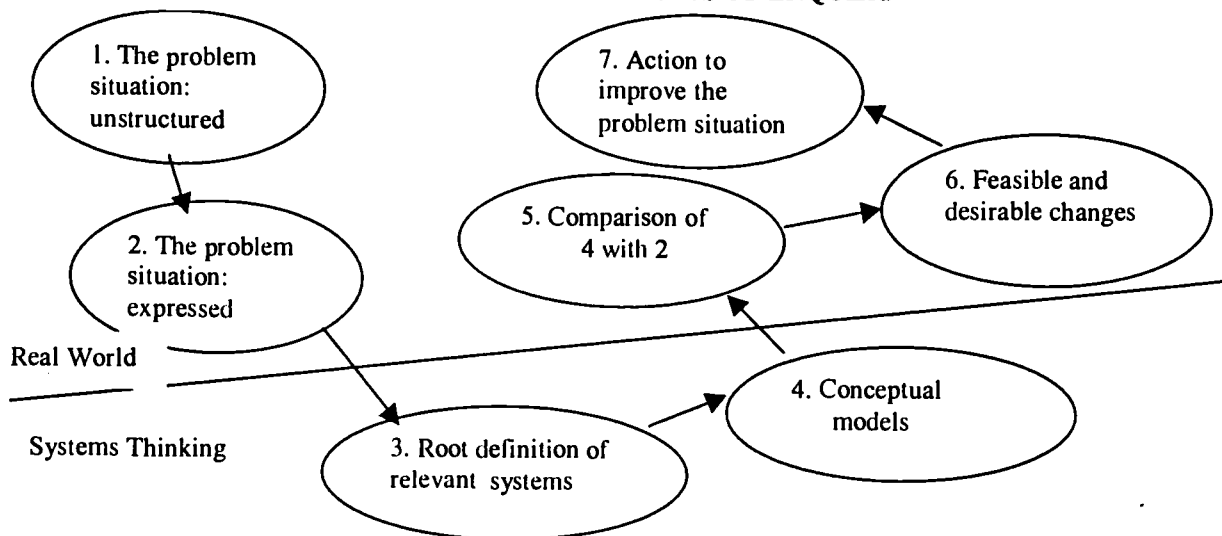 1. The problem
situation:
unstructured
2. The problem
situation:
expressed
Real World
Systems Thinking
3. Root definition of
relevant systems
4. Conceptual
models
5. Comparison of
4 with 2
6. Feasible and
desirable changes
7. Action to
improve the
problem situation